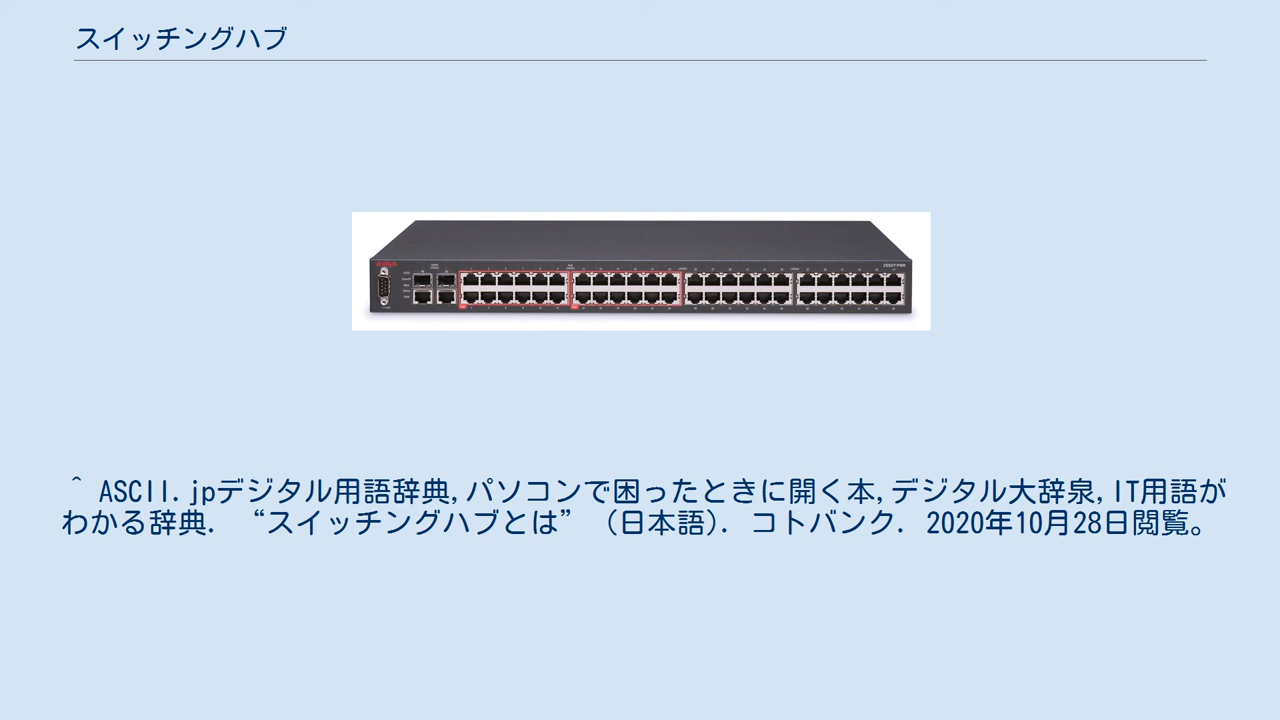 スイッチングハブ
AVAYA
2550T-PWR
^ ASCII.jpデジタル用語辞典,パソコンで困ったときに開く本,デジタル大辞泉,IT用語が
わかる辞典. “スイッチングハブとは” (日本語). コトバンク. 2020年10月28日閲覧。